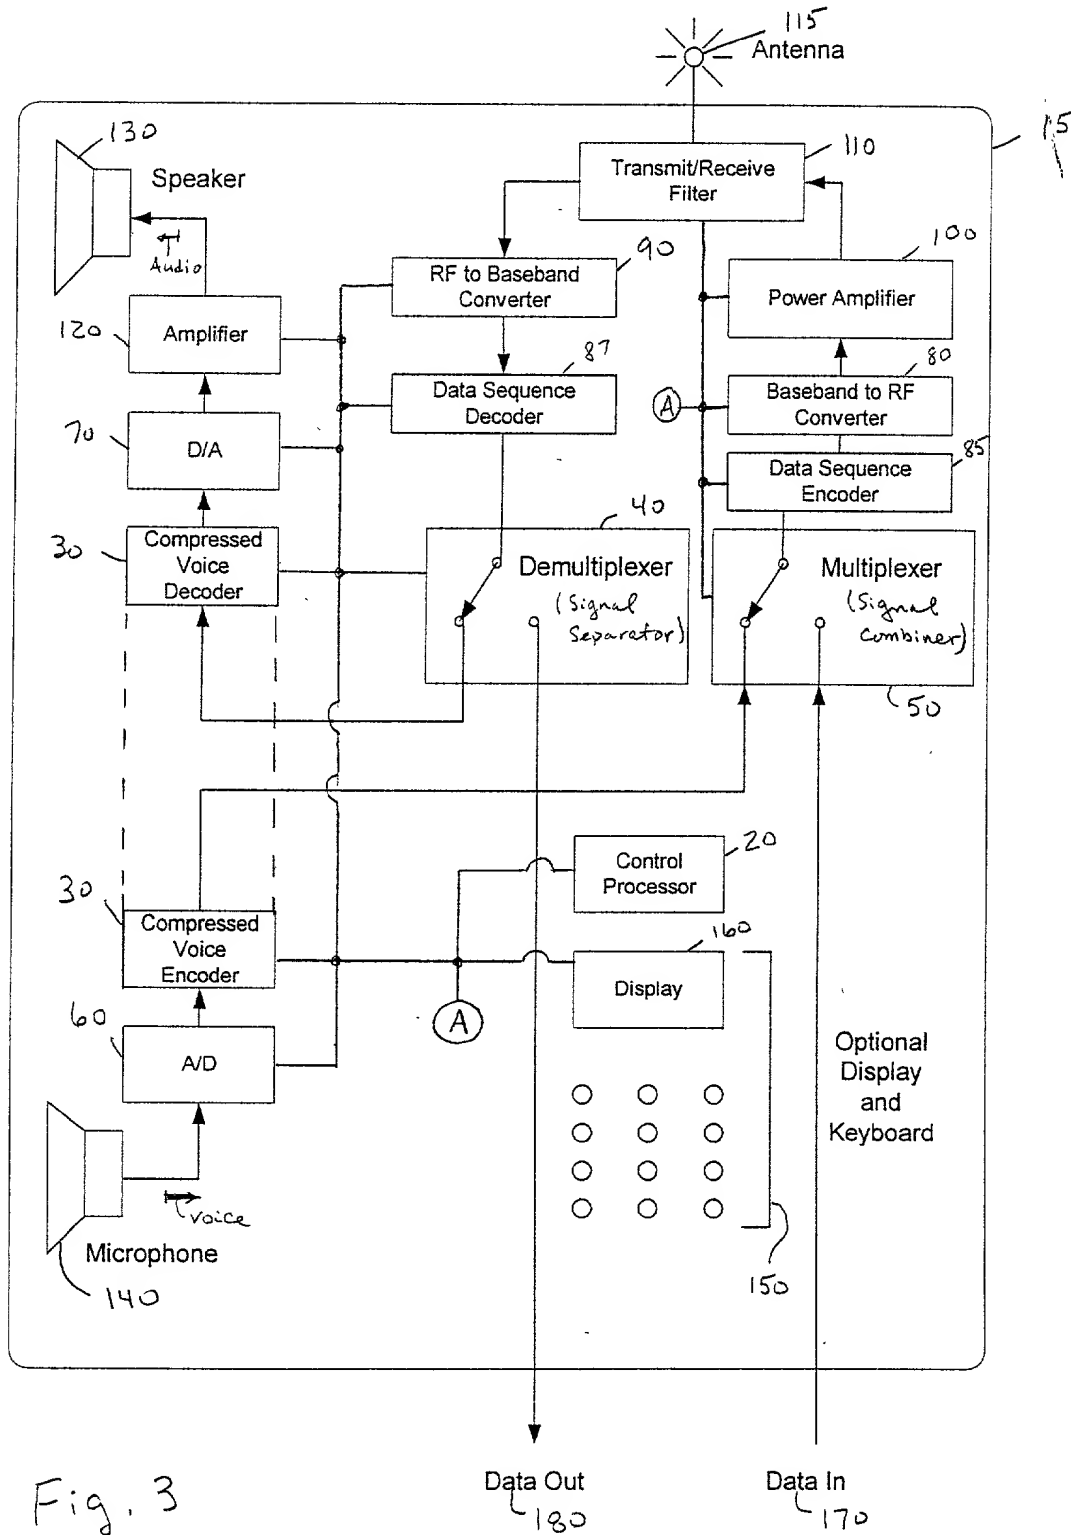 115
Antenna
15
130
Speaker
Audio
110
Transmit/Receive
Filter
90
RF to Baseband
Converter
100
Power Amplifier
120
Amplifier
87
Data Sequence
Decoder
80
Baseband to RF
Converter
A
70
D/A
85
Data Sequence
Encoder
30
Compressed
Voice
Decoder
40
Demultiplexer
(Signal
Separator)
Multiplexer
(Signal
Combiner)
50
20
Control
Processor
30
Compressed
Voice
Encoder
160
Display
A
60
A/D
Optional
Display
and
Keyboard
voice
Microphone
140
150
Data Out
180
Data In
170
Fig. 3